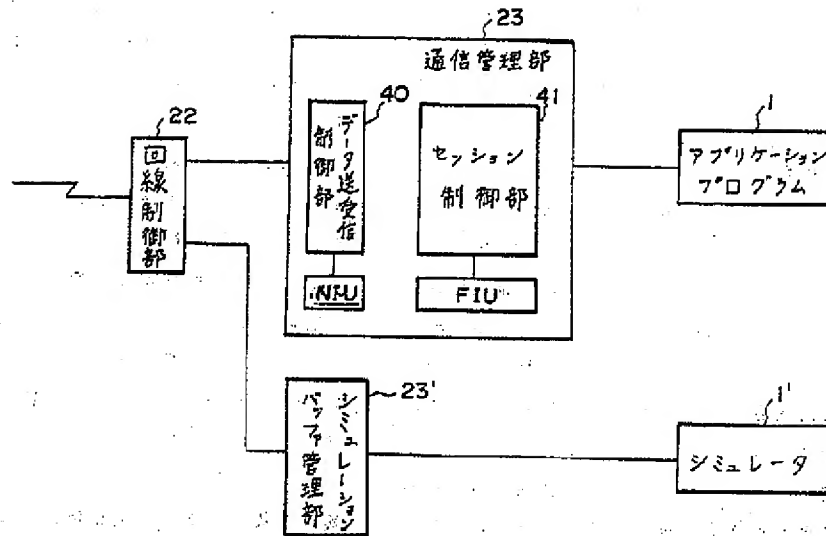 23
通信管理部
40
データ送受信
制御部
41
セッション
制御部
22
回線制御部
1
アプリケーション
プログラム
NIU
FIU
23'
シミュレーション
バッファ管理部
1'
シミュレータ